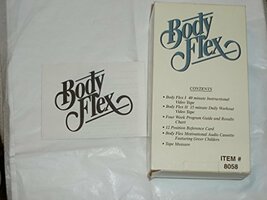 Body
Flex
Body
Flex
CONTENTS
• Body Flex I 40 minute Instructional
Video Tape
• Body Flex II 15 minute Daily Workout
Video Tape
• Four Week Program Guide and Results
Chart
• 12 Position Reference Card
• Body Flex Motivational Audio Cassette
Featuring Greer Childers
• Tape Measure
ITEM #
8058